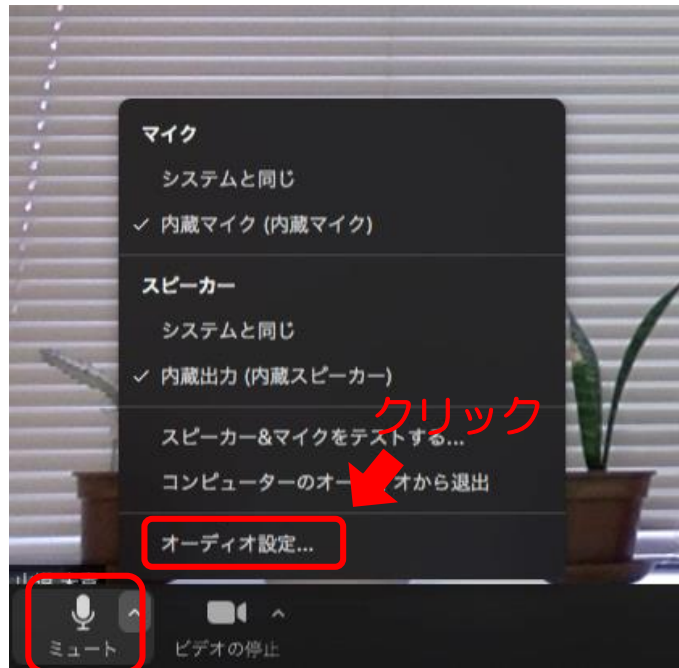 マイク
システムと同じ
✓ 内蔵マイク (内蔵マイク)
スピーカー
システムと同じ
✓ 内蔵出力 (内蔵スピーカー)
クリック
スピーカー&マイクをテストする...
コンピューターのオー オから退出
オーディオ設定...
ミュート
ビデオの停止